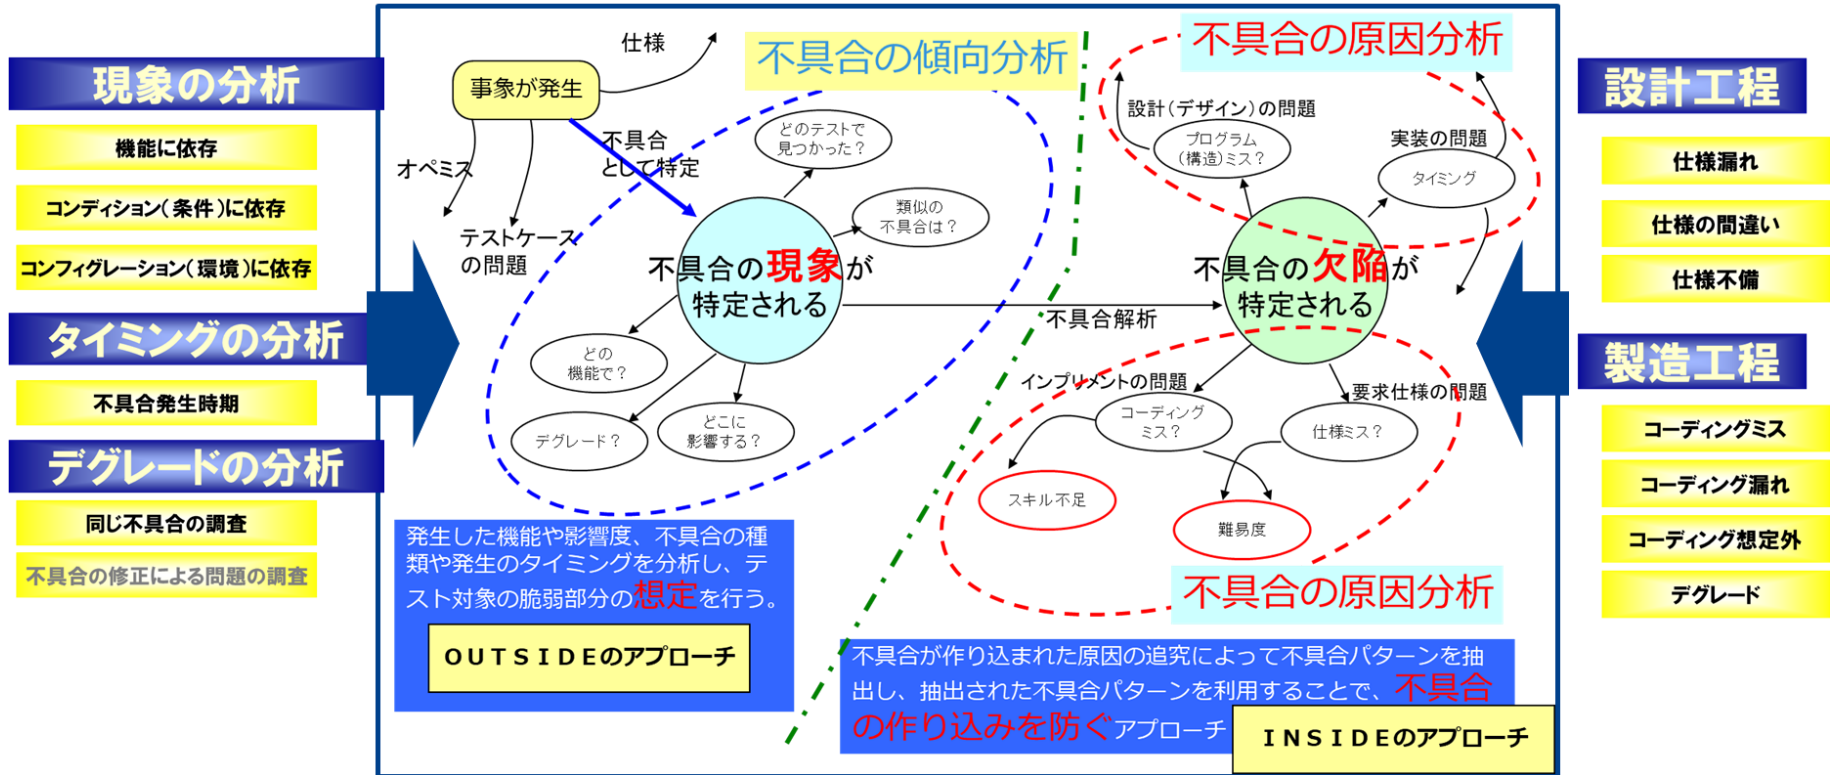 現象の分析
機能に依存
コンディション(条件)に依存
コンフィグレーション(環境)に依存
タイミングの分析
不具合発生時期
デグレードの分析
同じ不具合の調査
不具合の修正による問題の調査
仕様
事象が発生
オペミス
テストケース
の問題
不具合
として特定
不具合の傾向分析
どのテストで
見つかった?
類似の
不具合は?
不具合の現象が
特定される
どの
機能で?
デグレード?
どこに
影響する?
発生した機能や影響度、不具合の種
類や発生のタイミングを分析し、テ
スト対象の脆弱部分の想定を行う。
OUTSIDEのアプローチ
不具合解析
不具合の原因分析
設計(デザイン)の問題
プログラム
(構造)ミス?
実装の問題
タイミング
不具合の欠陥が
特定される
インプリメントの問題
コーディング
ミス?
要求仕様の問題
仕様ミス?
スキル不足
難易度
不具合の原因分析
不具合が作り込まれた原因の追究によって不具合パターンを抽
出し、抽出された不具合パターンを利用することで、不具合
の作り込みを防ぐアプローチ
INSIDEのアプローチ
設計工程
仕様漏れ
仕様の間違い
仕様不備
製造工程
コーディングミス
コーディング漏れ
コーディング想定外
デグレード